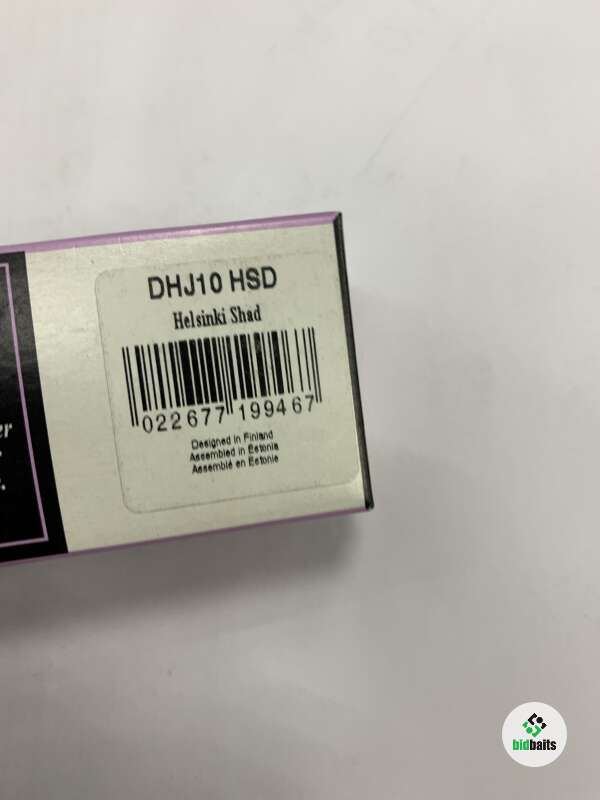 DHJ10 HSD
Helsinki Shad
022677 199467
Designed in Finland
Assembled in Estonia
Assemblé en Estonie
bidbaits